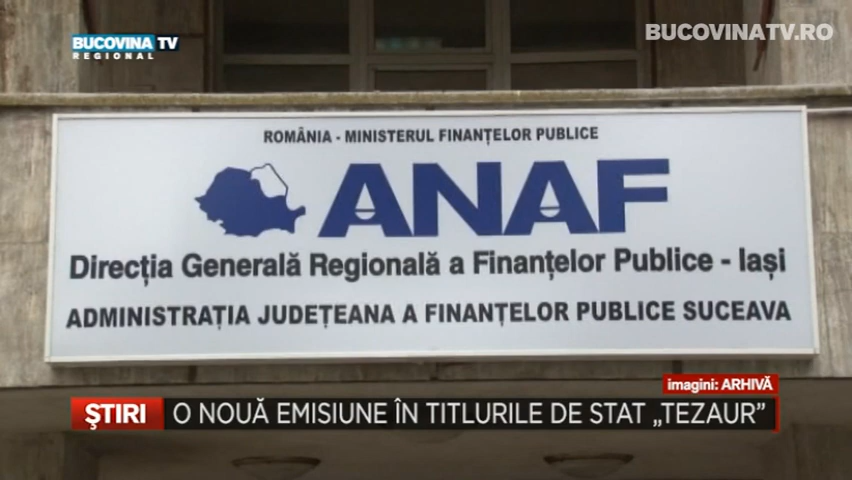 BUCOVINA TV
REGIONAL
BUCOVINATV.RO
ROMÂNIA - MINISTERUL FINANȚELOR PUBLICE
ANAF
Direcția Generală Regională a Finanțelor Publice - Iași
ADMINISTRAȚIA JUDEȚEANA A FINANȚELOR PUBLICE SUCEAVA
imagini: ARHIVĂ
ŞTIRI O NOUĂ EMISIUNE ÎN TITLURILE DE STAT „TEZAUR”